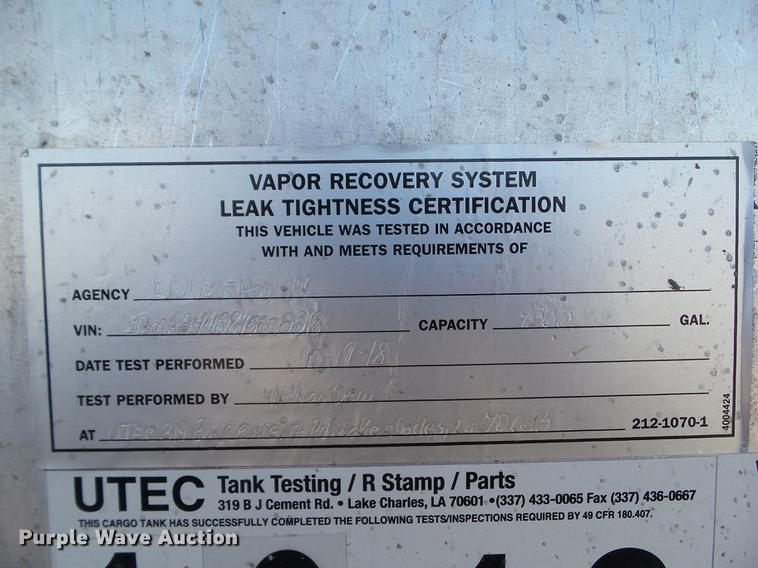 VAPOR RECOVERY SYSTEM
LEAK TIGHTNESS CERTIFICATION
THIS VEHICLE WAS TESTED IN ACCORDANCE
WITH AND MEETS REQUIREMENTS OF
AGENCY
VIN: CAPACITY 9300 GAL.
DATE TEST PERFORMED 10-19-18
TEST PERFORMED BY
AT UTEC 319 212-1070-1
4004424
UTEC Tank Testing / R Stamp / Parts
319 B J Cement Rd. • Lake Charles, LA 70601 • (337) 433-0065 Fax (337) 436-0667
THIS CARGO TANK HAS SUCCESSFULLY COMPLETED THE FOLLOWING TESTS/INSPECTIONS REQUIRED BY 49 CFR 180.407.
Purple Wave Auction